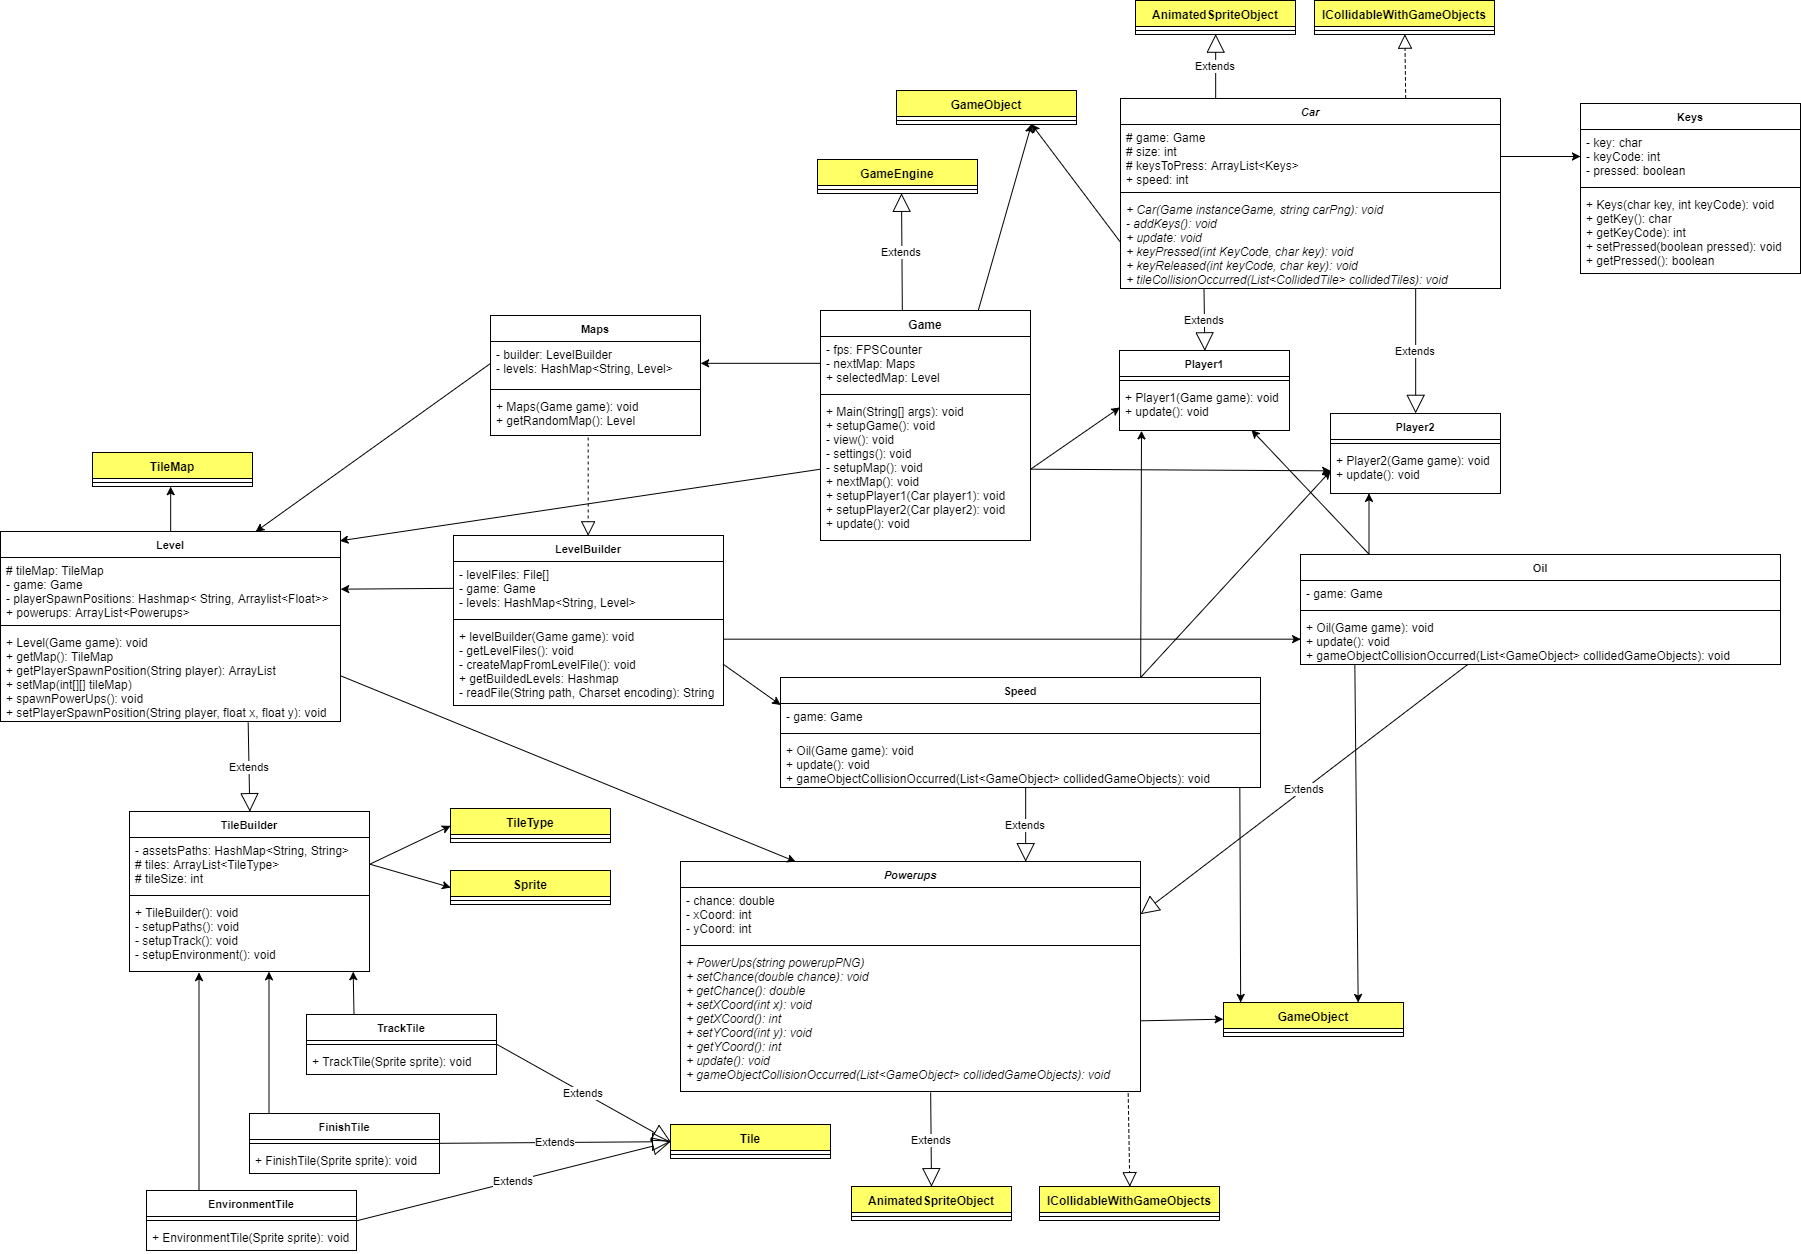 AnimatedSpriteObject
ICollidableWithGameObjects
Extends
GameObject
Car
# game: Game
# size: int
# keysToPress: ArrayList<Keys>
+ speed: int
+ Car(Game instanceGame, string carPng): void
- addKeys(): void
+ update: void
+ keyPressed(int KeyCode, char key): void
+ keyReleased(int keyCode, char key): void
+ tileCollisionOccurred(List<CollidedTile> collidedTiles): void
Keys
- key: char
- keyCode: int
- pressed: boolean
+ Keys(char key, int keyCode): void
+ getKey(): char
+ getKeyCode): int
+ setPressed(boolean pressed): void
+ getPressed(): boolean
GameEngine
Extends
Maps
- builder: LevelBuilder
- levels: HashMap<String, Level>
+ Maps(Game game): void
+ getRandomMap(): Level
Game
- fps: FPSCounter
- nextMap: Maps
+ selectedMap: Level
+ Main(String[] args): void
+ setupGame(): void
- view(): void
- settings(): void
- setupMap(): void
+ nextMap(): void
+ setupPlayer1(Car player1): void
+ setupPlayer2(Car player2): void
+ update(): void
Extends
Player1
+ Player1(Game game): void
+ update(): void
Extends
Player2
+ Player2(Game game): void
+ update(): void
TileMap
Level
# tileMap: TileMap
- game: Game
- playerSpawnPositions: Hashmap< String, Arraylist<Float>>
+ powerups: ArrayList<Powerups>
+ Level(Game game): void
+ getMap(): TileMap
+ getPlayerSpawnPosition(String player): ArrayList
+ setMap(int[][] tileMap)
+ spawnPowerUps(): void
+ setPlayerSpawnPosition(String player, float x, float y): void
LevelBuilder
- levelFiles: File[]
- game: Game
- levels: HashMap<String, Level>
+ levelBuilder(Game game): void
- getLevelFiles(): void
- createMapFromLevelFile(): void
+ getBuildedLevels: Hashmap
- readFile(String path, Charset encoding): String
Oil
- game: Game
+ Oil(Game game): void
+ update(): void
+ gameObjectCollisionOccurred(List<GameObject> collidedGameObjects): void
Speed
- game: Game
+ Oil(Game game): void
+ update(): void
+ gameObjectCollisionOccurred(List<GameObject> collidedGameObjects): void
Extends
Extends
Extends
TileBuilder
- assetsPaths: HashMap<String, String>
# tiles: ArrayList<TileType>
# tileSize: int
+ TileBuilder(): void
- setupPaths(): void
- setupTrack(): void
- setupEnvironment(): void
TileType
Sprite
Powerups
- chance: double
- xCoord: int
- yCoord: int
+ PowerUps(string powerupPNG)
+ setChance(double chance): void
+ getChance(): double
+ setXCoord(int x): void
+ getXCoord(): int
+ setYCoord(int y): void
+ getYCoord(): int
+ update(): void
+ gameObjectCollisionOccurred(List<GameObject> collidedGameObjects): void
GameObject
TrackTile
+ TrackTile(Sprite sprite): void
Extends
FinishTile
+ FinishTile(Sprite sprite): void
Extends
Tile
EnvironmentTile
+ EnvironmentTile(Sprite sprite): void
Extends
Extends
AnimatedSpriteObject
ICollidableWithGameObjects